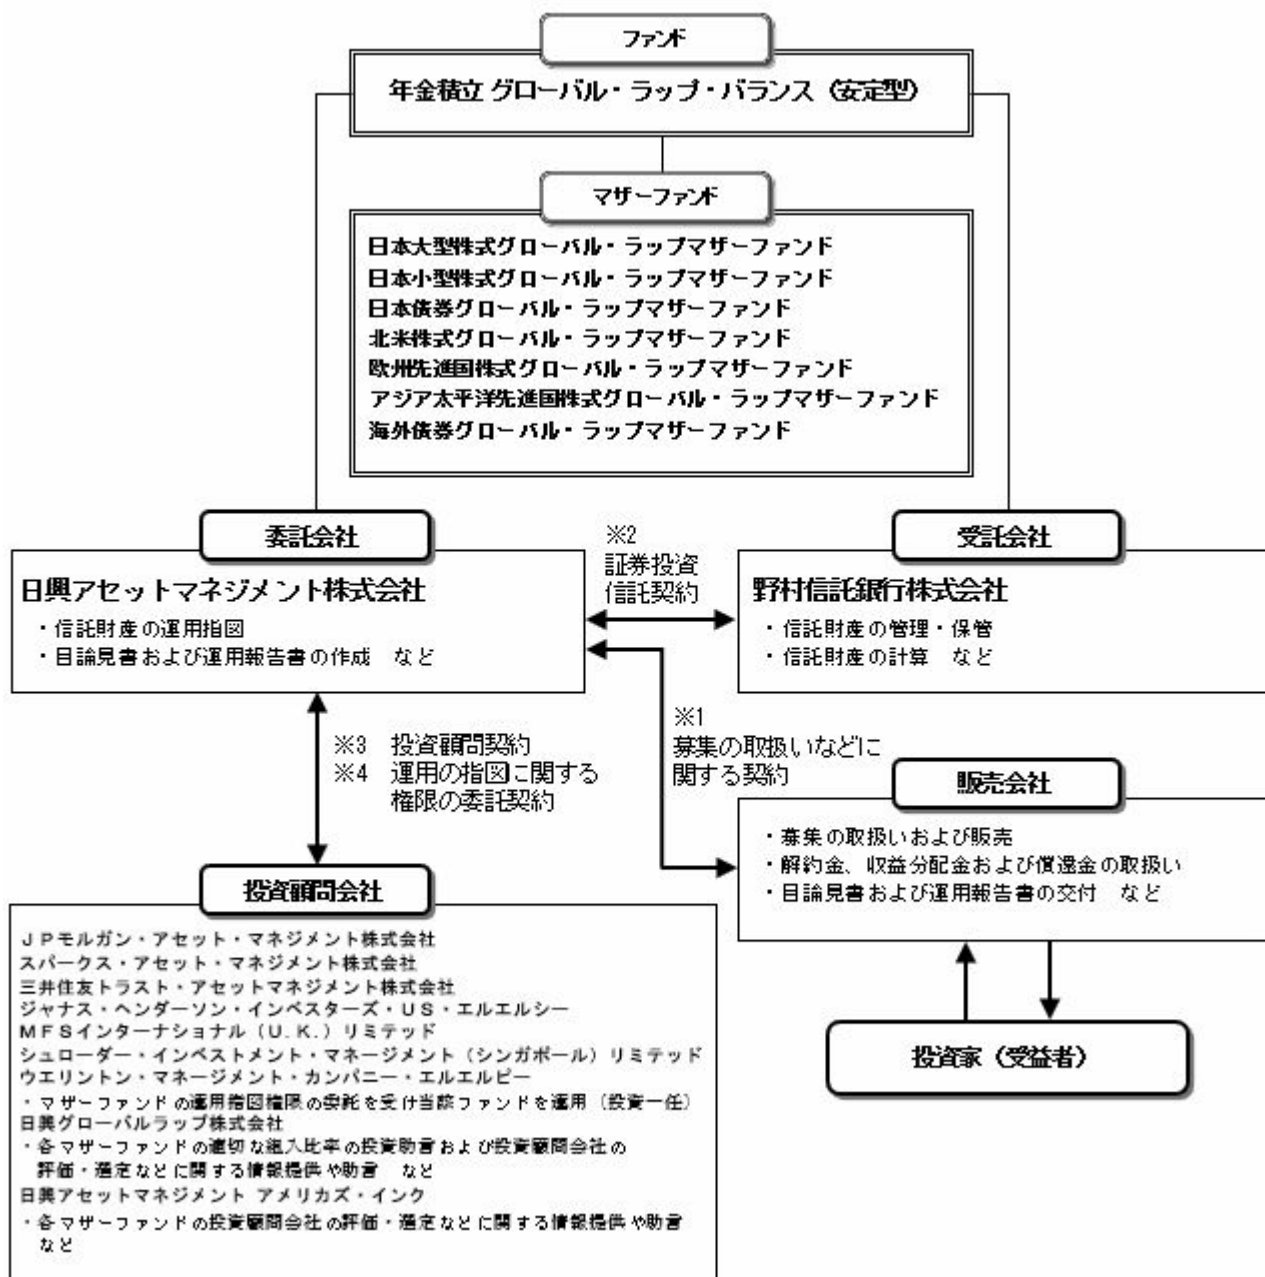 ファンド
年金積立 グローバル・ラップ・バランス（安定型）
マザーファンド
日本大型株式グローバル・ラップマザーファンド
日本小型株式グローバル・ラップマザーファンド
日本債券グローバル・ラップマザーファンド
北米株式グローバル・ラップマザーファンド
欧州先進国株式グローバル・ラップマザーファンド
アジア太平洋先進国株式グローバル・ラップマザーファンド
海外債券グローバル・ラップマザーファンド
委託会社
日興アセットマネジメント株式会社
・信託財産の運用指図
・目論見書および運用報告書の作成　など
※2
証券投資
信託契約
受託会社
野村信託銀行株式会社
・信託財産の管理・保管
・信託財産の計算　など
※3　投資顧問契約
※4　運用の指図に関する
権限の委託契約
※1
募集の取扱いなどに
関する契約
販売会社
・募集の取扱いおよび販売
・解約金、収益分配金および償還金の取扱い
・目論見書および運用報告書の交付　など
投資顧問会社
ＪＰモルガン・アセット・マネジメント株式会社
スパークス・アセット・マネジメント株式会社
三井住友トラスト・アセットマネジメント株式会社
ジャナス・ヘンダーソン・インベスターズ・ＵＳ・エルエルシー
ＭＦＳインターナショナル（Ｕ.Ｋ.）リミテッド
シュローダー・インベストメント・マネージメント（シンガポール）リミテッド
ウエリントン・マネージメント・カンパニー・エルエルピー
・マザーファンドの運用指図権限の委託を受け当該ファンドを運用（投資一任）
日興グローバルラップ株式会社
・各マザーファンドの適切な組入比率の投資助言および投資顧問会社の
評価・選定などに関する情報提供や助言　など
日興アセットマネジメント アメリカズ・インク
・各マザーファンドの投資顧問会社の評価・選定などに関する情報提供や助言
など
投資家（受益者）